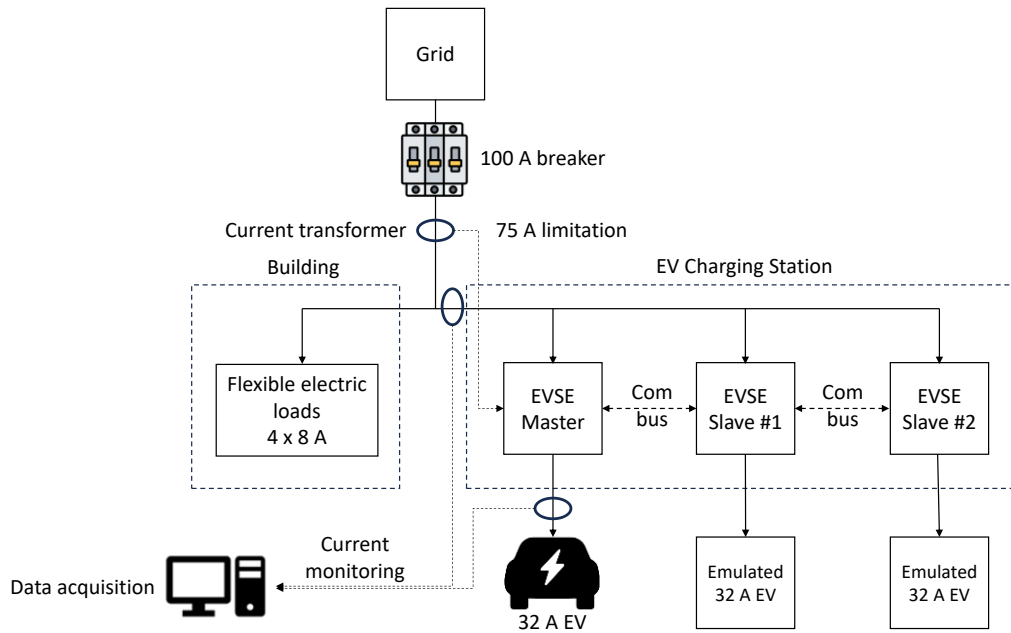 Grid
100 A breaker
Current transformer
75 A limitation
Building
EV Charging Station
Flexible electric
loads
4 x 8 A
EVSE
Master
Com
bus
EVSE
Slave #1
Com
bus
EVSE
Slave #2
Current
monitoring
Data acquisition
32 A EV
Emulated
32 A EV
Emulated
32 A EV